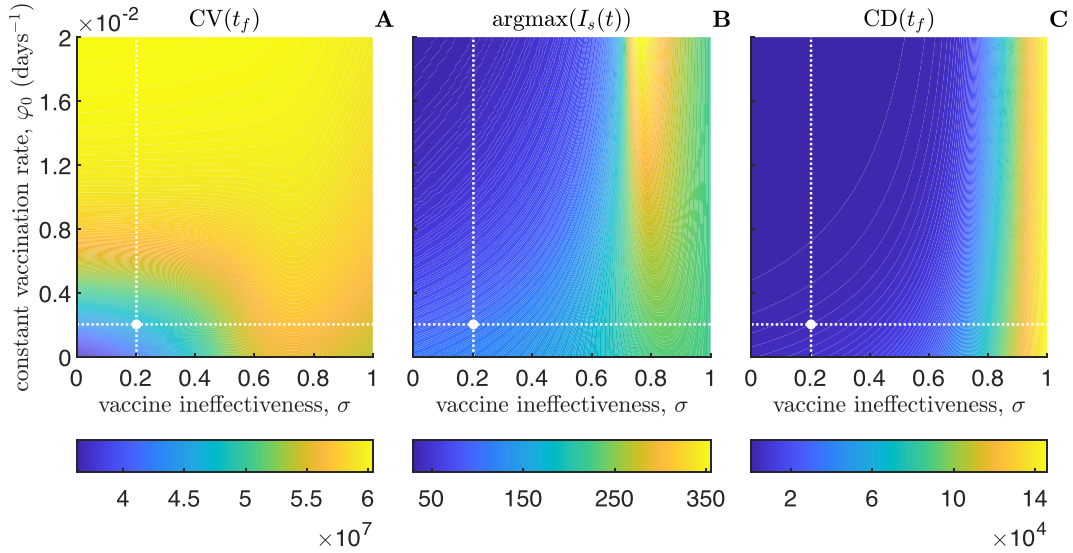 CV(t_f) A
argmax(I_s(t)) B
CD(t_f) C
×10⁻²
constant vaccination rate, φ₀ (days⁻¹)
2
1.6
1.2
0.8
0.4
0
0 0.2 0.4 0.6 0.8 1
0 0.2 0.4 0.6 0.8 1
0 0.2 0.4 0.6 0.8 1
vaccine ineffectiveness, σ
vaccine ineffectiveness, σ
vaccine ineffectiveness, σ
4 4.5 5 5.5 6
×10⁷
50 150 250 350
2 6 10 14
×10⁴